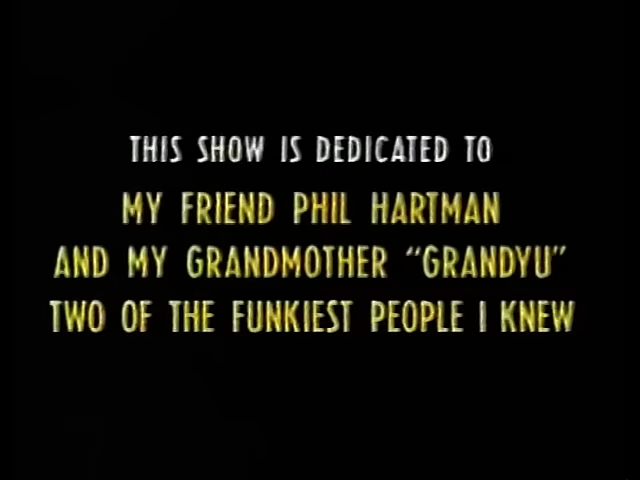 THIS SHOW IS DEDICATED TO
MY FRIEND PHIL HARTMAN
AND MY GRANDMOTHER "GRANDYU"
TWO OF THE FUNKIEST PEOPLE I KNEW